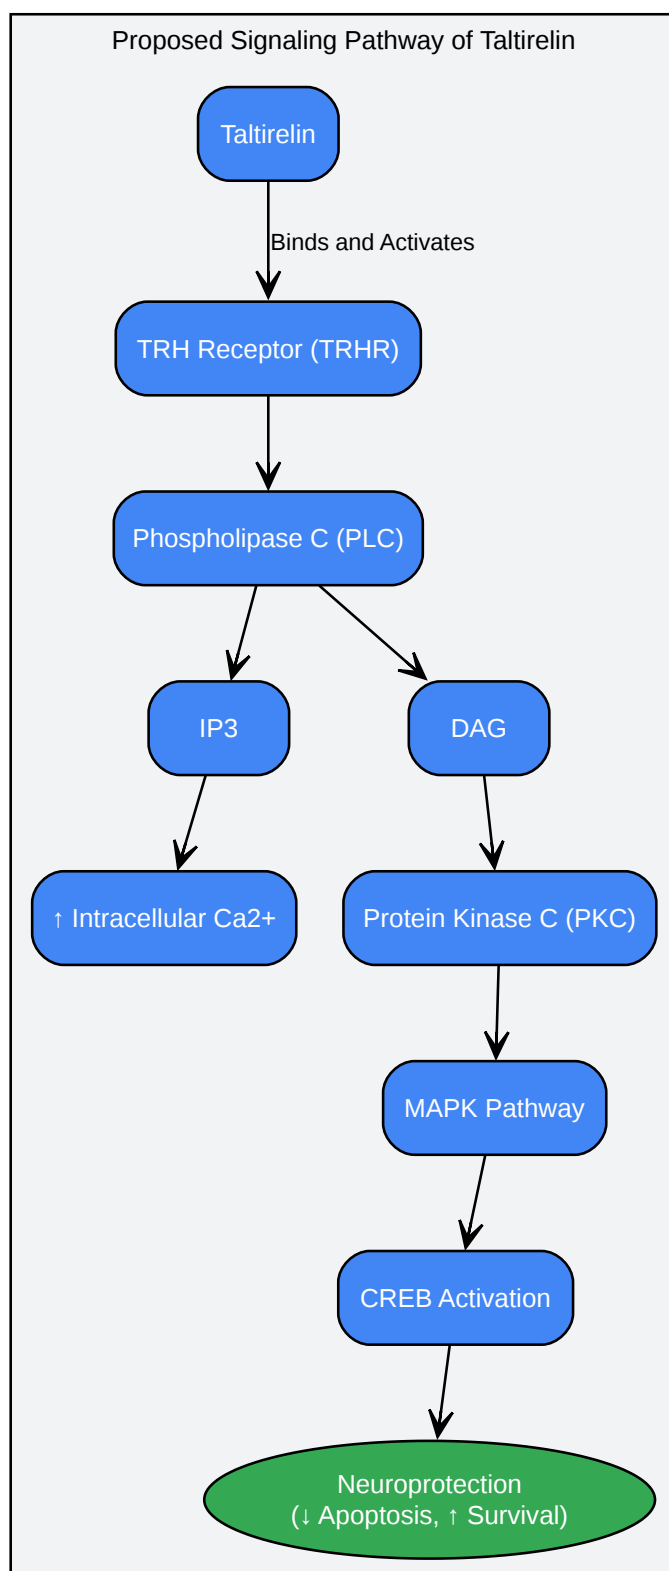 Proposed Signaling Pathway of Taltirelin
Taltirelin
Binds and Activates
TRH Receptor (TRHR)
Phospholipase C (PLC)
IP3
DAG
↑ Intracellular Ca2+
Protein Kinase C (PKC)
MAPK Pathway
CREB Activation
Neuroprotection
(↓ Apoptosis, ↑ Survival)